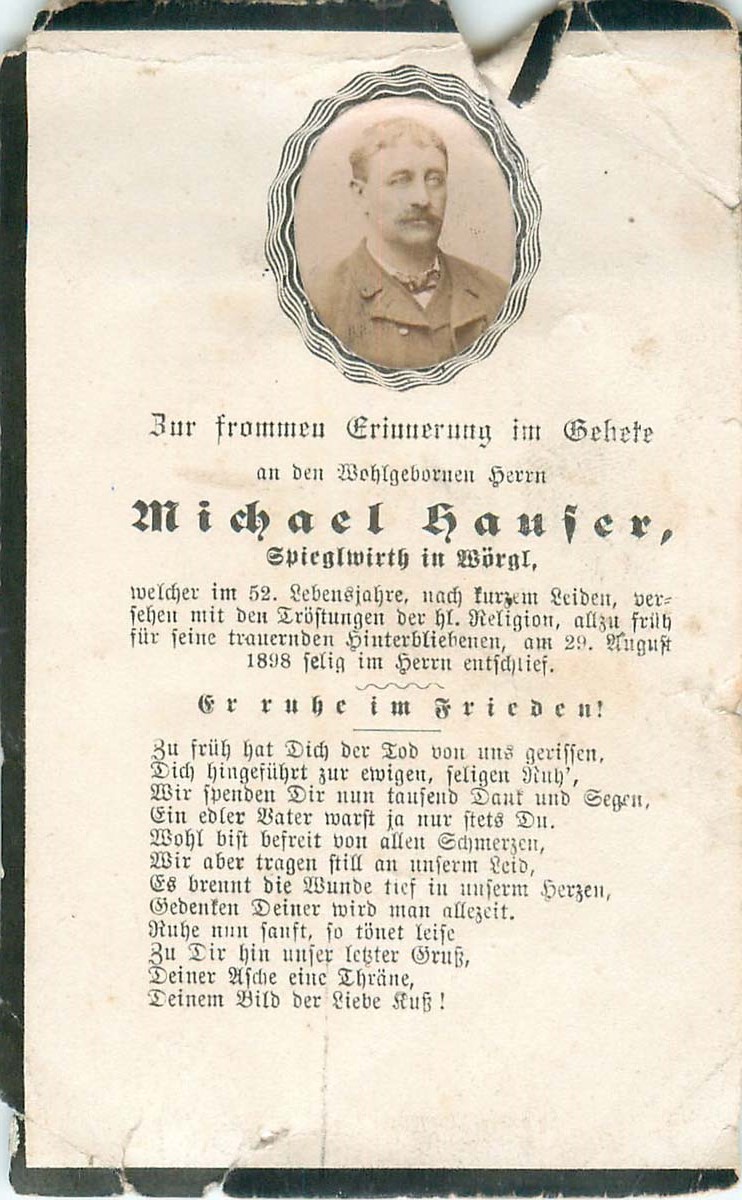 Zur frommen Erinnerung im Gebete
an den Wohlgebornen Herrn
Michael Hauser,
Spieglwirth in Wörgl,
welcher im 52. Lebensjahre, nach kurzem Leiden, ver-
sehen mit den Tröstungen der hl. Religion, allzu früh
für seine trauernden Hinterbliebenen, am 29. August
1898 selig im Herrn entschlief.
Er ruhe im Frieden!
Zu früh hat Dich der Tod von uns gerissen,
Dich hingeführt zur ewigen, seligen Ruh',
Wir spenden Dir nun tausend Dank und Segen,
Ein edler Vater warst ja nur stets Du.
Wohl bist befreit von allen Schmerzen,
Wir aber tragen still an unserm Leid,
Es brennt die Wunde tief in unserm Herzen,
Gedenken Deiner wird man allezeit.
Ruhe nun sanft, so tönet leise
Zu Dir hin unser letzter Gruß,
Deiner Asche eine Thräne,
Deinem Bild der Liebe Kuß!